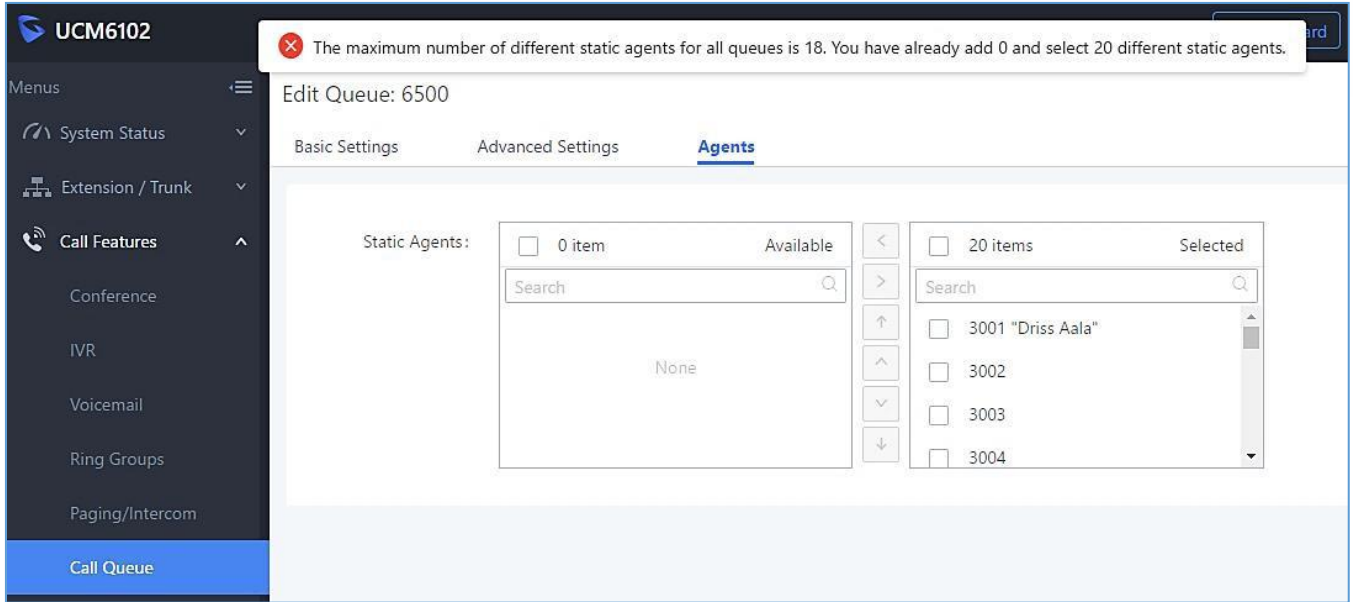 UCM6102
The maximum number of different static agents for all queues is 18. You have already add 0 and select 20 different static agents.
Menus
System Status
Extension / Trunk
Call Features
Conference
IVR
Voicemail
Ring Groups
Paging/Intercom
Call Queue
Edit Queue: 6500
Basic Settings Advanced Settings Agents
Static Agents:
0 item Available
Search
None
20 items Selected
Search
3001 "Driss Aala"
3002
3003
3004